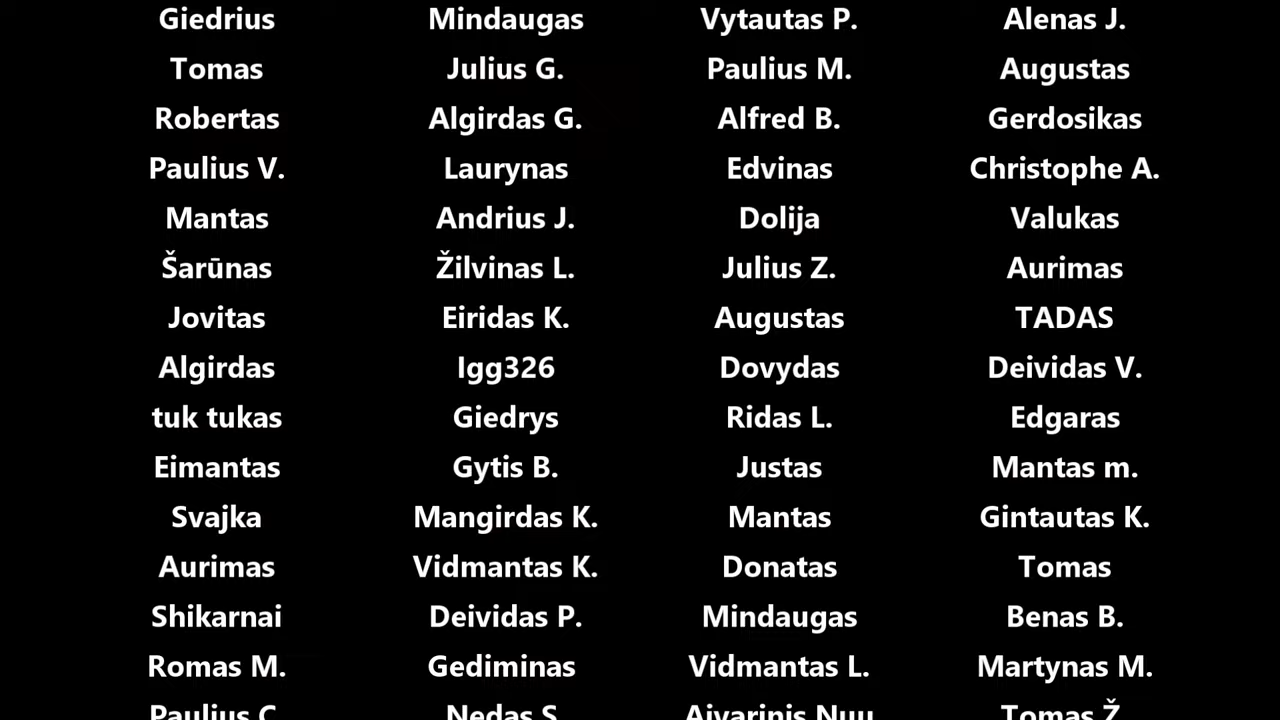 Giedrius Mindaugas Vytautas P. Alenas J.
Tomas Julius G. Paulius M. Augustas
Robertas Algirdas G. Alfred B. Gerdosikas
Paulius V. Laurynas Edvinas Christophe A.
Mantas Andrius J. Dolija Valukas
Šarūnas Žilvinas L. Julius Z. Aurimas
Jovitas Eiridas K. Augustas TADAS
Algirdas Igg326 Dovydas Deividas V.
tuk tukas Giedrys Ridas L. Edgaras
Eimantas Gytis B. Justas Mantas m.
Svajka Mangirdas K. Mantas Gintautas K.
Aurimas Vidmantas K. Donatas Tomas
Shikarnai Deividas P. Mindaugas Benas B.
Romas M. Gediminas Vidmantas L. Martynas M.
Paulius Nedas S. Tomas Ž.